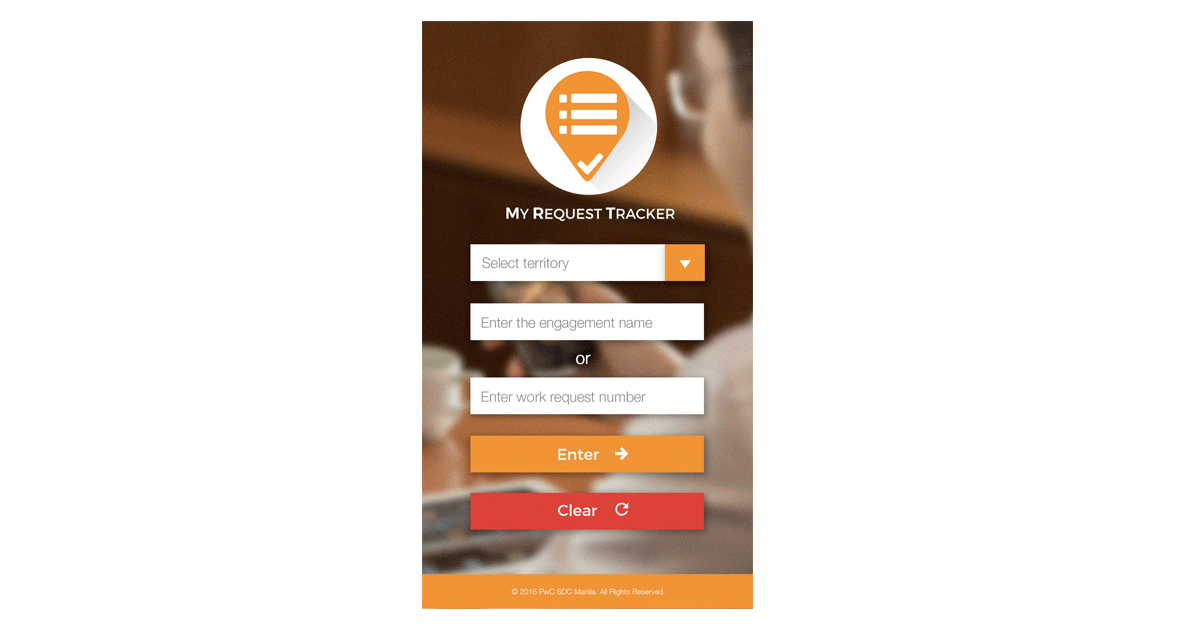 My Request Tracker
Select territory
Enter the engagement name
or
Enter work request number
Enter
Clear
© 2016 PwC SDC Manila. All Rights Reserved.